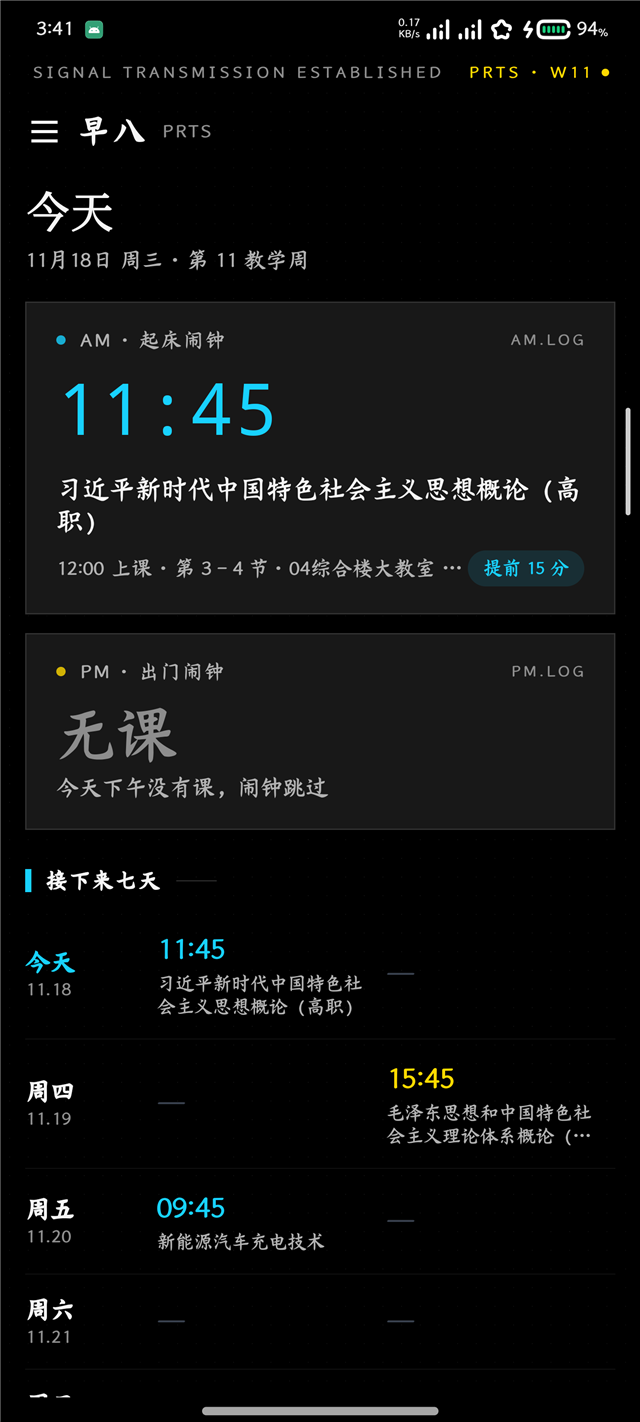 3:41 0.17 KB/s 94%
SIGNAL TRANSMISSION ESTABLISHED PRTS · W11
早八 PRTS
今天
11月18日 周三·第 11 教学周
AM · 起床闹钟 AM.LOG
11:45
习近平新时代中国特色社会主义思想概论（高
职）
12:00 上课·第 3－4 节·04综合楼大教室 … 提前 15 分
PM · 出门闹钟 PM.LOG
无课
今天下午没有课，闹钟跳过
接下来七天
今天
11.18
11:45
习近平新时代中国特色社
会主义思想概论（高职）
—
周四
11.19
—
15:45
毛泽东思想和中国特色社
会主义理论体系概论（…
周五
11.20
09:45
新能源汽车充电技术
—
周六
11.21
—
—